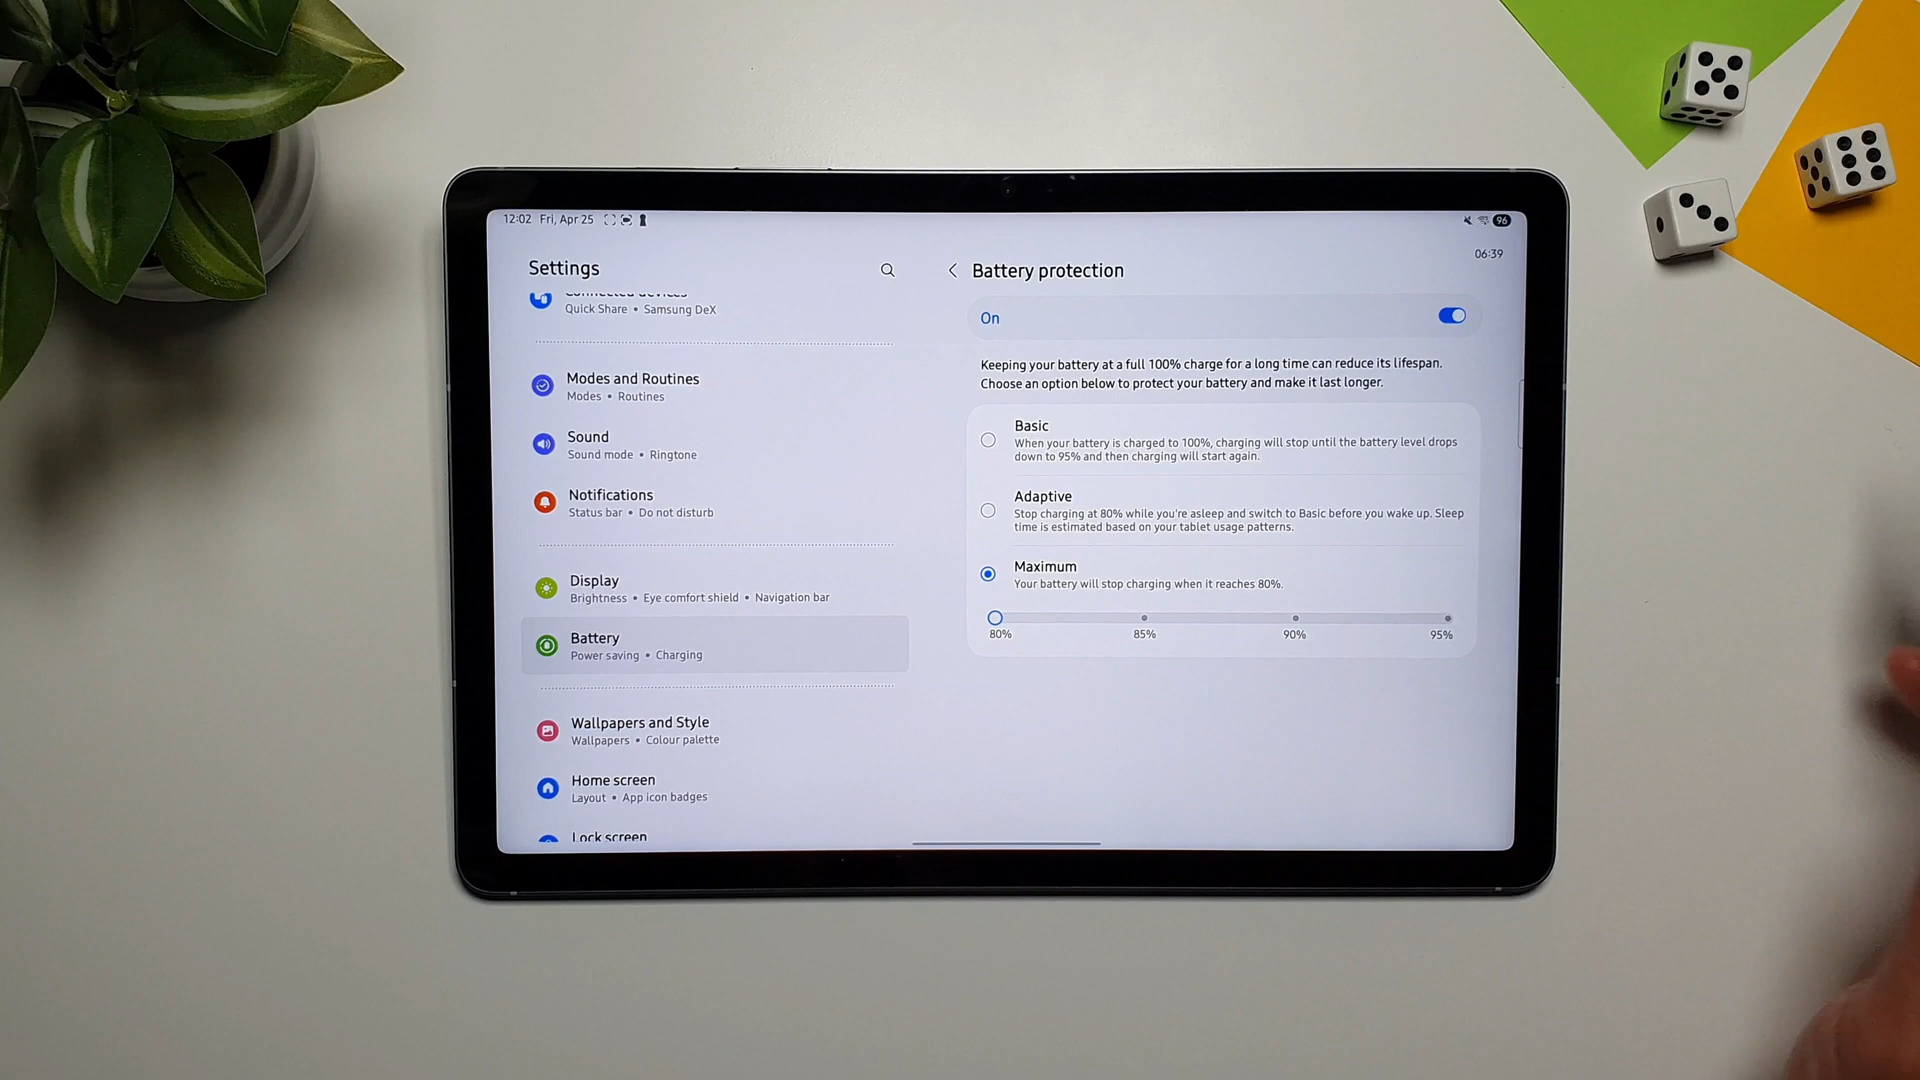 12:02 Fri, Apr 25
96
06:39
Settings
Connected devices
Quick Share • Samsung DeX
Modes and Routines
Modes • Routines
Sound
Sound mode • Ringtone
Notifications
Status bar • Do not disturb
Display
Brightness • Eye comfort shield • Navigation bar
Battery
Power saving • Charging
Wallpapers and Style
Wallpapers • Colour palette
Home screen
Layout • App icon badges
Lock screen
Battery protection
On
Keeping your battery at a full 100% charge for a long time can reduce its lifespan.
Choose an option below to protect your battery and make it last longer.
Basic
When your battery is charged to 100%, charging will stop until the battery level drops
down to 95% and then charging will start again.
Adaptive
Stop charging at 80% while you're asleep and switch to Basic before you wake up. Sleep
time is estimated based on your tablet usage patterns.
Maximum
Your battery will stop charging when it reaches 80%.
80% 85% 90% 95%